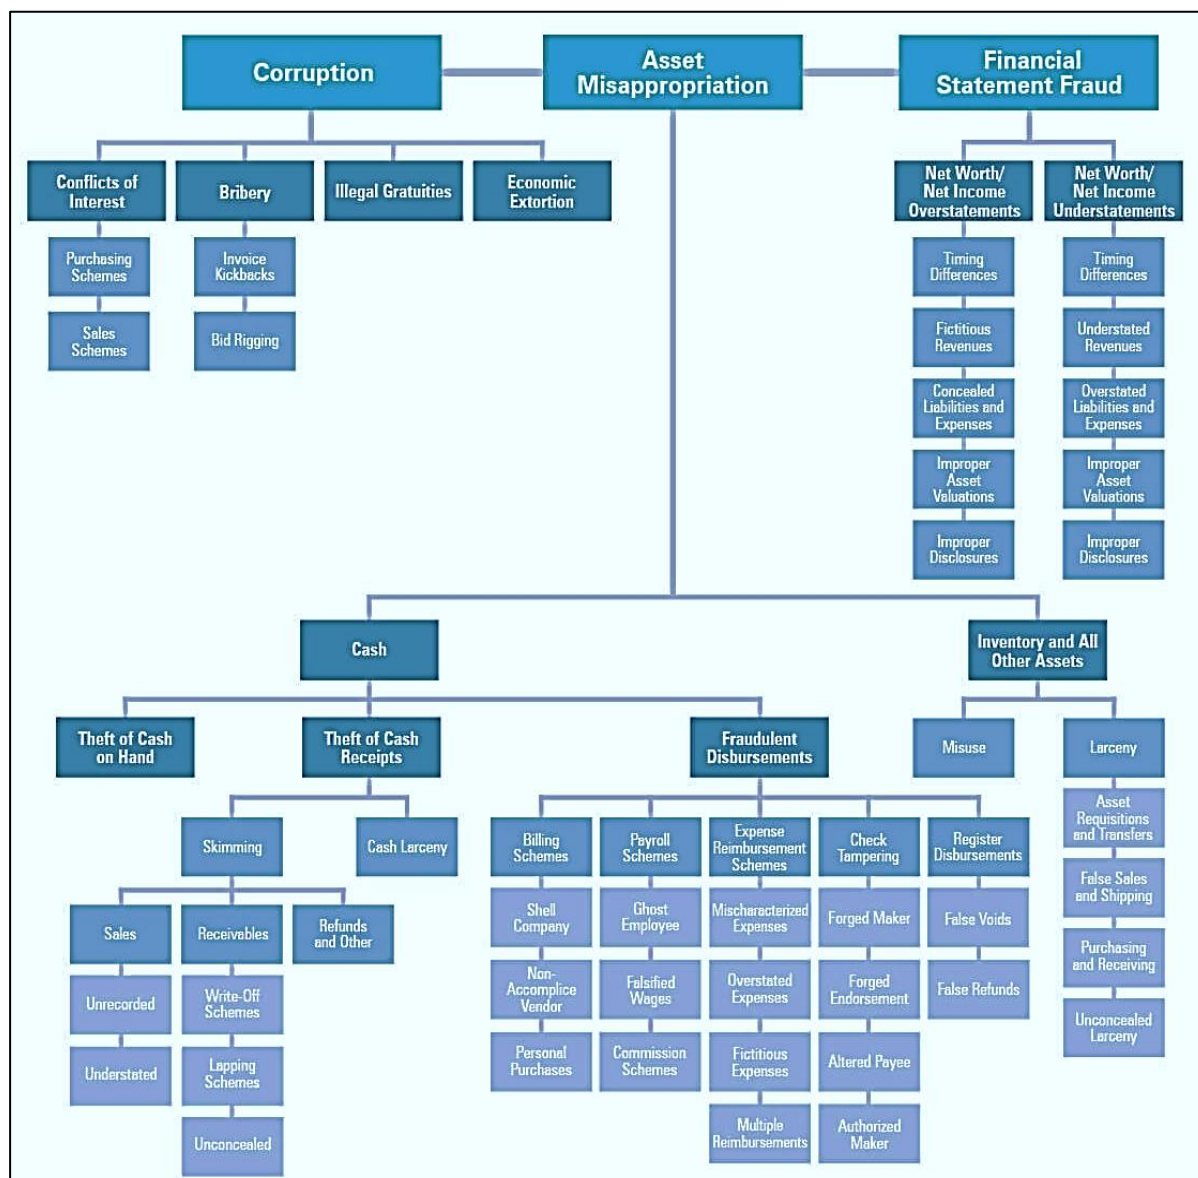 Corruption
Asset
Misappropriation
Financial
Statement Fraud
Conflicts of
Interest
Bribery
Illegal Gratuities
Economic
Extortion
Net Worth/
Net Income
Overstatements
Net Worth/
Net Income
Understatements
Purchasing
Schemes
Invoice
Kickbacks
Timing
Differences
Timing
Differences
Sales
Schemes
Bid Rigging
Fictitious
Revenues
Understated
Revenues
Concealed
Liabilities and
Expenses
Overstated
Liabilities and
Expenses
Improper
Asset
Valuations
Improper
Asset
Valuations
Improper
Disclosures
Improper
Disclosures
Cash
Inventory and All
Other Assets
Theft of Cash
on Hand
Theft of Cash
Receipts
Fraudulent
Disbursements
Misuse
Larceny
Skimming
Cash Larceny
Billing
Schemes
Payroll
Schemes
Expense
Reimbursement
Schemes
Check
Tampering
Register
Disbursements
Asset
Requisitions
and Transfers
False Sales
and Shipping
Purchasing
and Receiving
Unconcealed
Larceny
Sales
Receivables
Refunds
and Other
Shell
Company
Ghost
Employee
Mischaracterized
Expenses
Forged Maker
False Voids
Unrecorded
Write-Off
Schemes
Non-
Accomplice
Vendor
Falsified
Wages
Overstated
Expenses
Forged
Endorsement
False Refunds
Understated
Lapping
Schemes
Personal
Purchases
Commission
Schemes
Fictitious
Expenses
Altered Payee
Unconcealed
Multiple
Reimbursements
Authorized
Maker